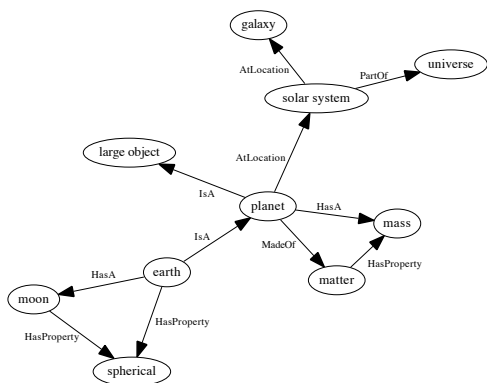 galaxy
universe
AtLocation
PartOf
solar system
large object
AtLocation
IsA
planet
HasA
mass
IsA
MadeOf
HasProperty
earth
matter
HasA
moon
HasProperty
HasProperty
spherical